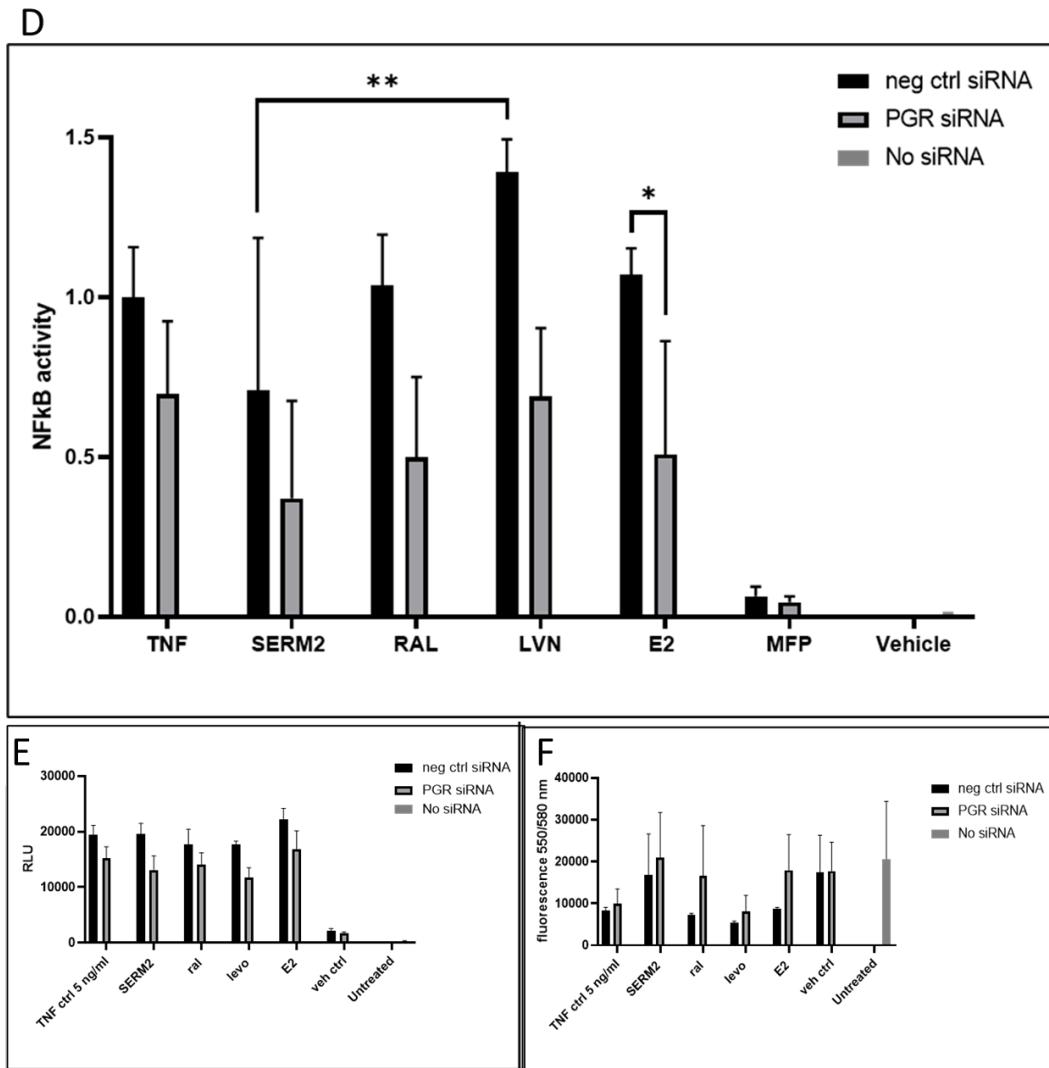 D
**
neg ctrl siRNA
PGR siRNA
No siRNA
*
NFkB activity
1.5
1.0
0.5
0.0
TNF SERM2 RAL LVN E2 MFP Vehicle
E
neg ctrl siRNA
PGR siRNA
No siRNA
RLU
30000
20000
10000
0
TNF ctrl 5 ng/ml SERM2 ral levo E2 veh ctrl Untreated
F
neg ctrl siRNA
PGR siRNA
No siRNA
fluorescence 550/580 nm
40000
30000
20000
10000
0
TNF ctrl 5 ng/ml SERM2 ral levo E2 veh ctrl Untreated